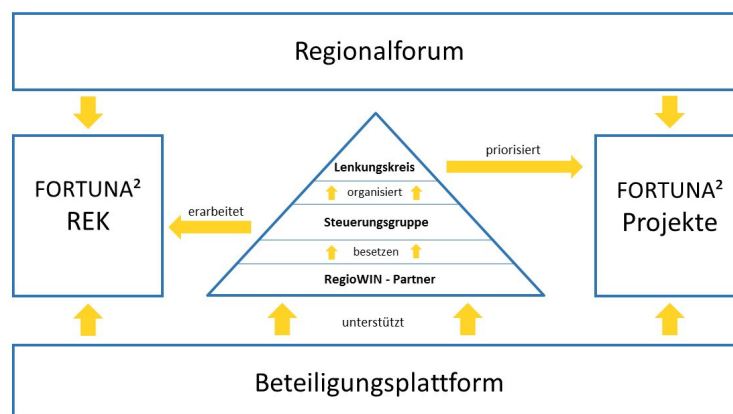 Regionalforum
FORTUNA²
REK
erarbeitet
Lenkungskreis
organisiert
Steuerungsgruppe
besetzen
RegioWIN - Partner
unterstützt
priorisiert
FORTUNA²
Projekte
Beteiligungsplattform